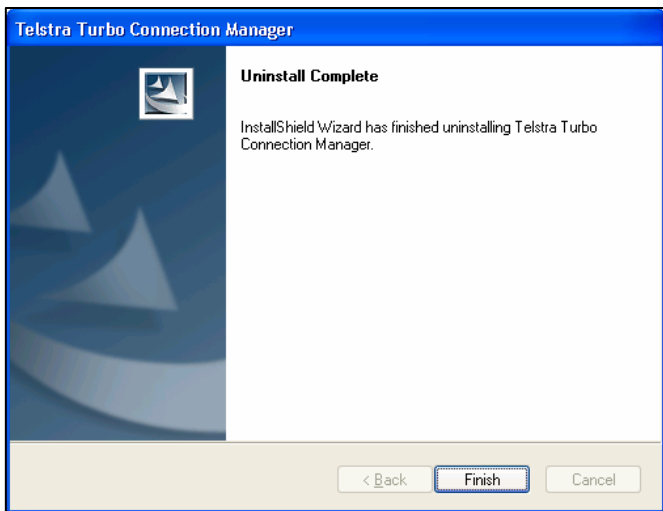 Telstra Turbo Connection Manager
Uninstall Complete
InstallShield Wizard has finished uninstalling Telstra Turbo
Connection Manager.
< Back
Finish
Cancel